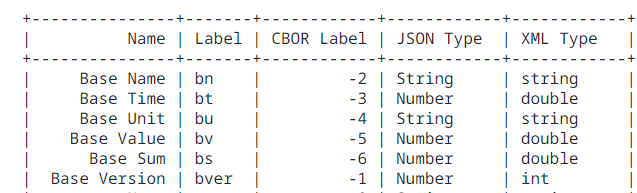 +---------------+-------+------------+------------+------------+
|          Name | Label | CBOR Label | JSON Type  | XML Type   |
+---------------+-------+------------+------------+------------+
|     Base Name | bn    |         -2 | String     | string     |
|     Base Time | bt    |         -3 | Number     | double     |
|     Base Unit | bu    |         -4 | String     | string     |
|    Base Value | bv    |         -5 | Number     | double     |
|      Base Sum | bs    |         -6 | Number     | double     |
|  Base Version | bver  |         -1 | Number     | int        |